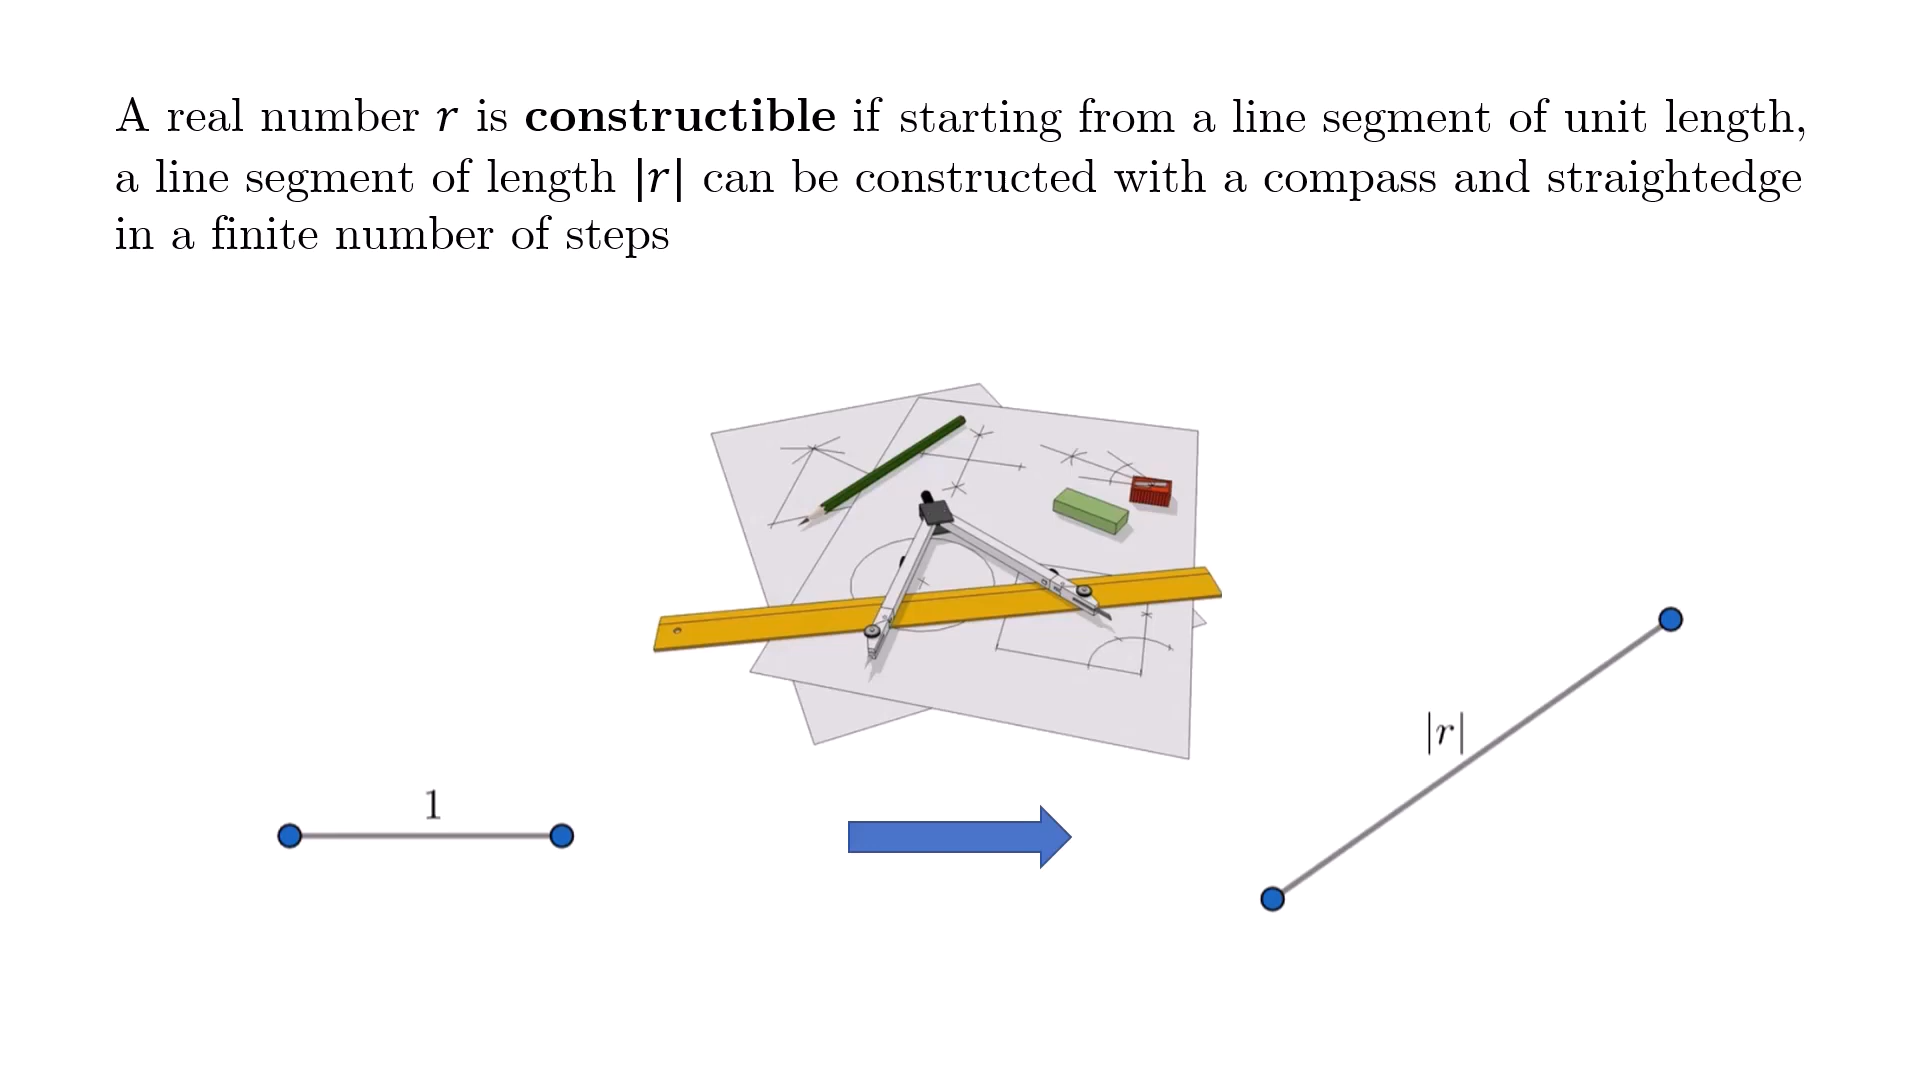 A real number r is constructible if starting from a line segment of unit length,
a line segment of length |r| can be constructed with a compass and straightedge
in a finite number of steps
|r|
1